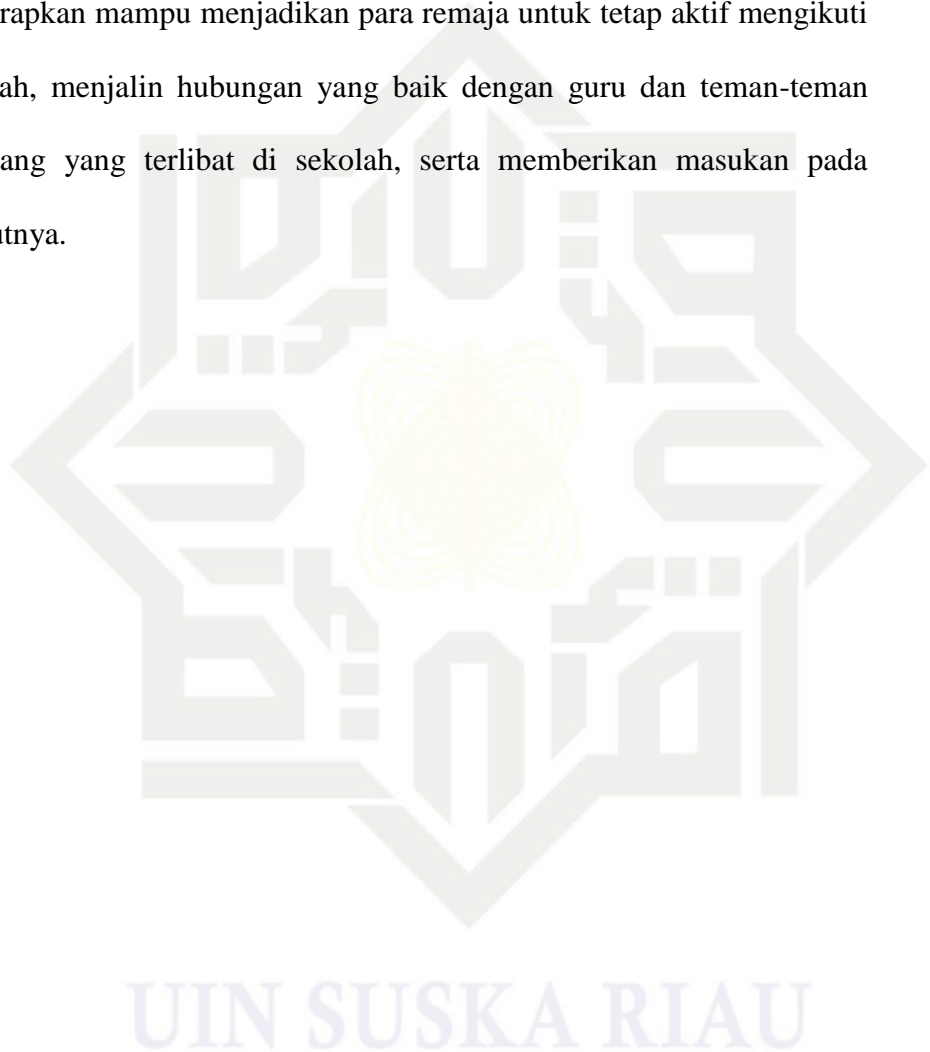 rapkan mampu menjadikan para remaja untuk tetap aktif mengikuti
ah, menjalin hubungan yang baik dengan guru dan teman-teman
ang yang terlibat di sekolah, serta memberikan masukan pada
utnya.
UIN SUSKA RIAU